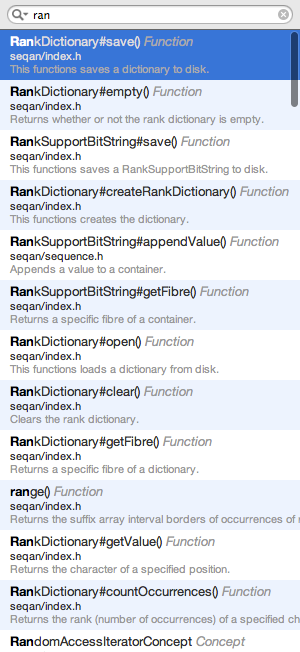 ran
RankDictionary#save() Function
seqan/index.h
This functions saves a dictionary to disk.
RankDictionary#empty() Function
seqan/index.h
Returns whether or not the rank dictionary is empty.
RankSupportBitString#save() Function
seqan/index.h
This functions saves a RankSupportBitString to disk.
RankDictionary#createRankDictionary() Function
seqan/index.h
This functions creates the dictionary.
RankSupportBitString#appendValue() Function
seqan/sequence.h
Appends a value to a container.
RankSupportBitString#getFibre() Function
seqan/index.h
Returns a specific fibre of a container.
RankDictionary#open() Function
seqan/index.h
This functions loads a dictionary from disk.
RankDictionary#clear() Function
seqan/index.h
Clears the rank dictionary.
RankDictionary#getFibre() Function
seqan/index.h
Returns a specific fibre of a dictionary.
range() Function
seqan/index.h
Returns the suffix array interval borders of occurrences of
RankDictionary#getValue() Function
seqan/index.h
Returns the character of a specified position.
RankDictionary#countOccurrences() Function
seqan/index.h
Returns the rank (number of occurrences) of a specified ch
RandomAccessIteratorConcept Concept